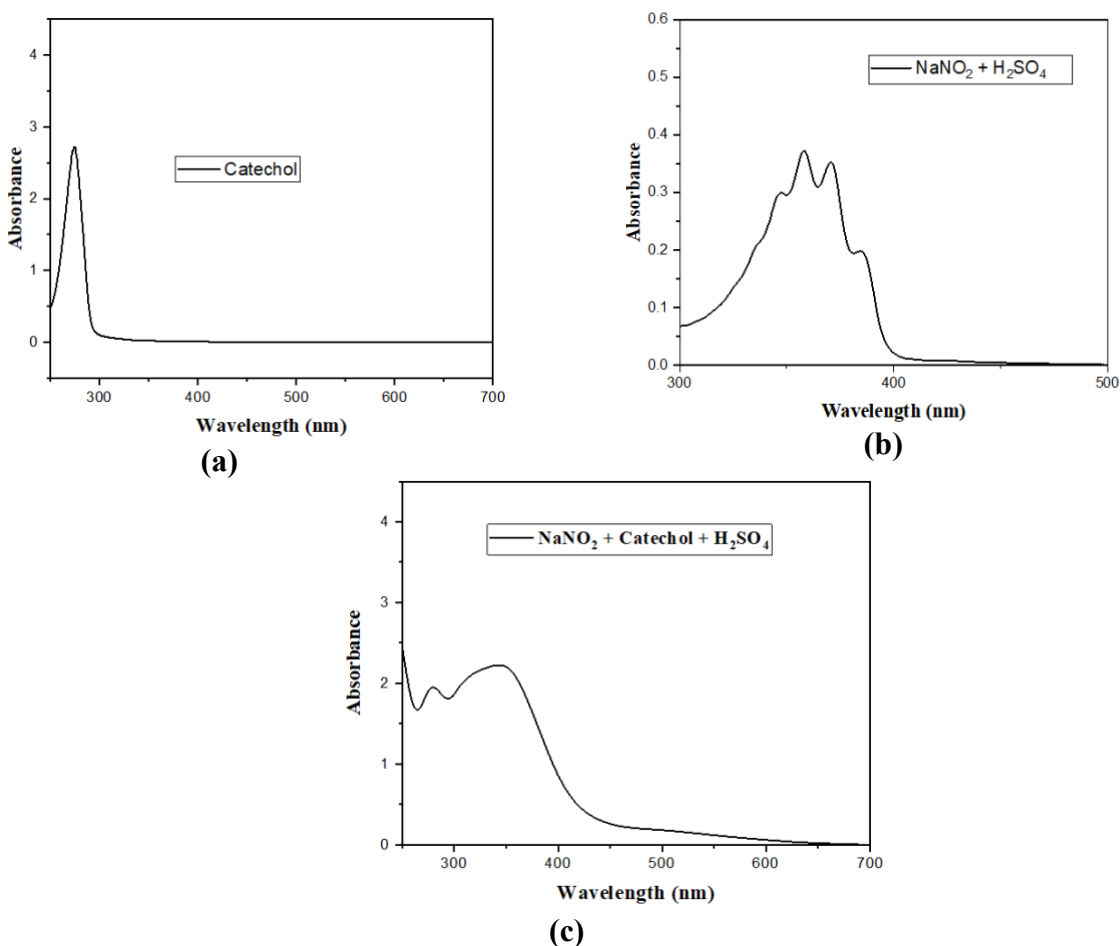 4
3
2
1
0
Absorbance
Catechol
300
400
500
600
700
Wavelength (nm)
(a)
0.6
0.5
0.4
0.3
0.2
0.1
0.0
Absorbance
NaNO₂ + H₂SO₄
300
400
500
Wavelength (nm)
(b)
4
3
2
1
0
Absorbance
NaNO₂ + Catechol + H₂SO₄
300
400
500
600
700
Wavelength (nm)
(c)